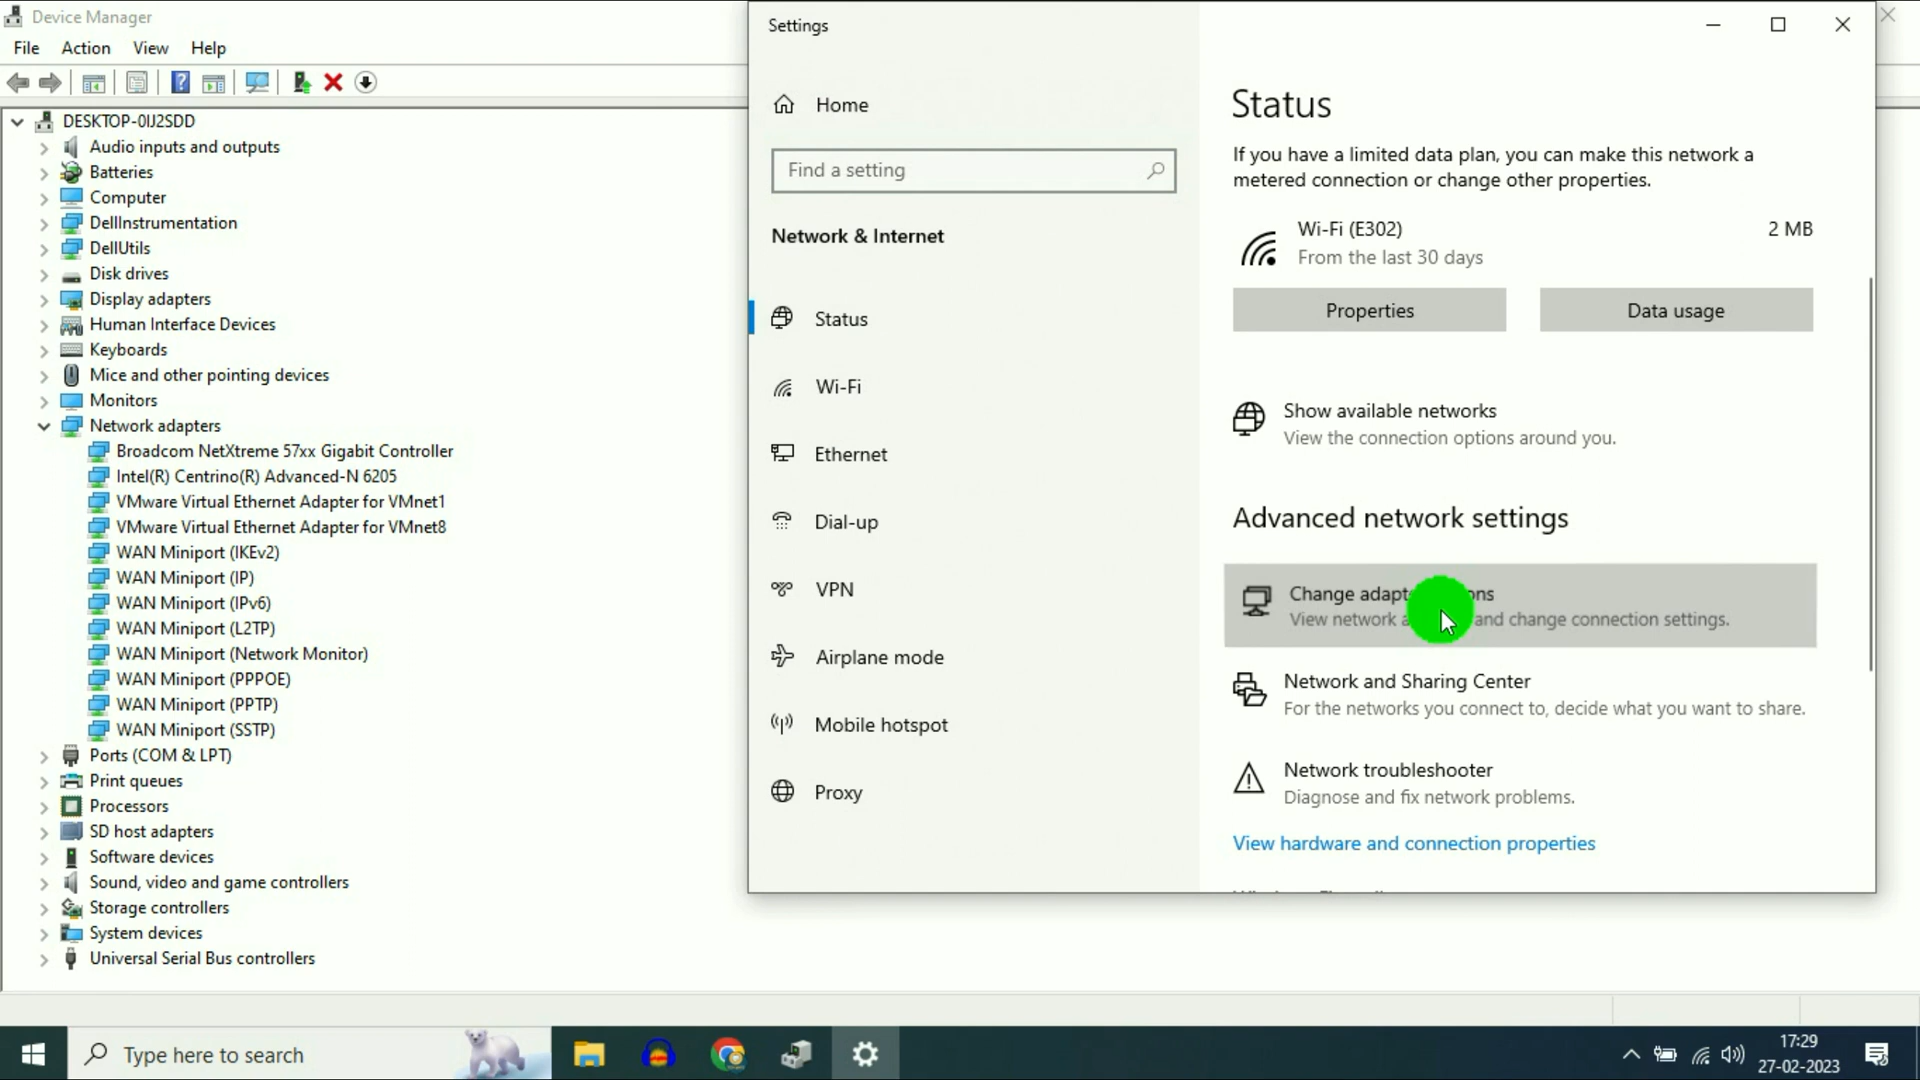 Device Manager
File Action View Help
DESKTOP-0IJ2SDD
Audio inputs and outputs
Batteries
Computer
DellInstrumentation
DellUtils
Disk drives
Display adapters
Human Interface Devices
Keyboards
Mice and other pointing devices
Monitors
Network adapters
Broadcom NetXtreme 57xx Gigabit Controller
Intel(R) Centrino(R) Advanced-N 6205
VMware Virtual Ethernet Adapter for VMnet1
VMware Virtual Ethernet Adapter for VMnet8
WAN Miniport (IKEv2)
WAN Miniport (IP)
WAN Miniport (IPv6)
WAN Miniport (L2TP)
WAN Miniport (Network Monitor)
WAN Miniport (PPPOE)
WAN Miniport (PPTP)
WAN Miniport (SSTP)
Ports (COM & LPT)
Print queues
Processors
SD host adapters
Software devices
Sound, video and game controllers
Storage controllers
System devices
Universal Serial Bus controllers
Settings
Home
Find a setting
Network & Internet
Status
Wi-Fi
Ethernet
Dial-up
VPN
Airplane mode
Mobile hotspot
Proxy
Status
If you have a limited data plan, you can make this network a
metered connection or change other properties.
Wi-Fi (E302) 2 MB
From the last 30 days
Properties Data usage
Show available networks
View the connection options around you.
Advanced network settings
Change
View network and change connection settings.
Network and Sharing Center
For the networks you connect to, decide what you want to share.
Network troubleshooter
Diagnose and fix network problems.
View hardware and connection properties
Type here to search
17:29
27-02-2023